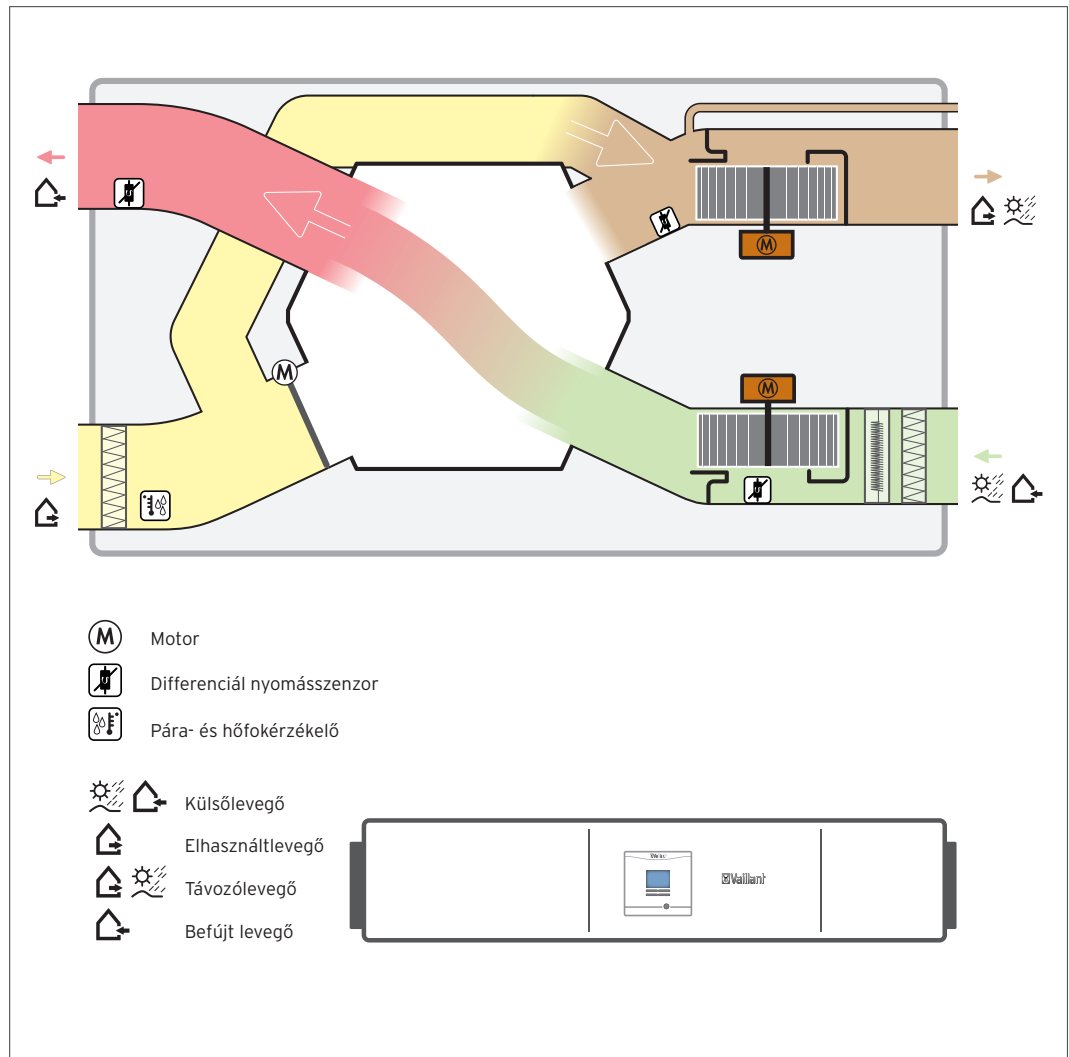 M
M
M
M
Motor
Differenciál nyomásszenzor
Pára- és hőfokérzékelő
Külsőlevegő
Elhasználtlevegő
Távozólevegő
Befújt levegő
Vaillant